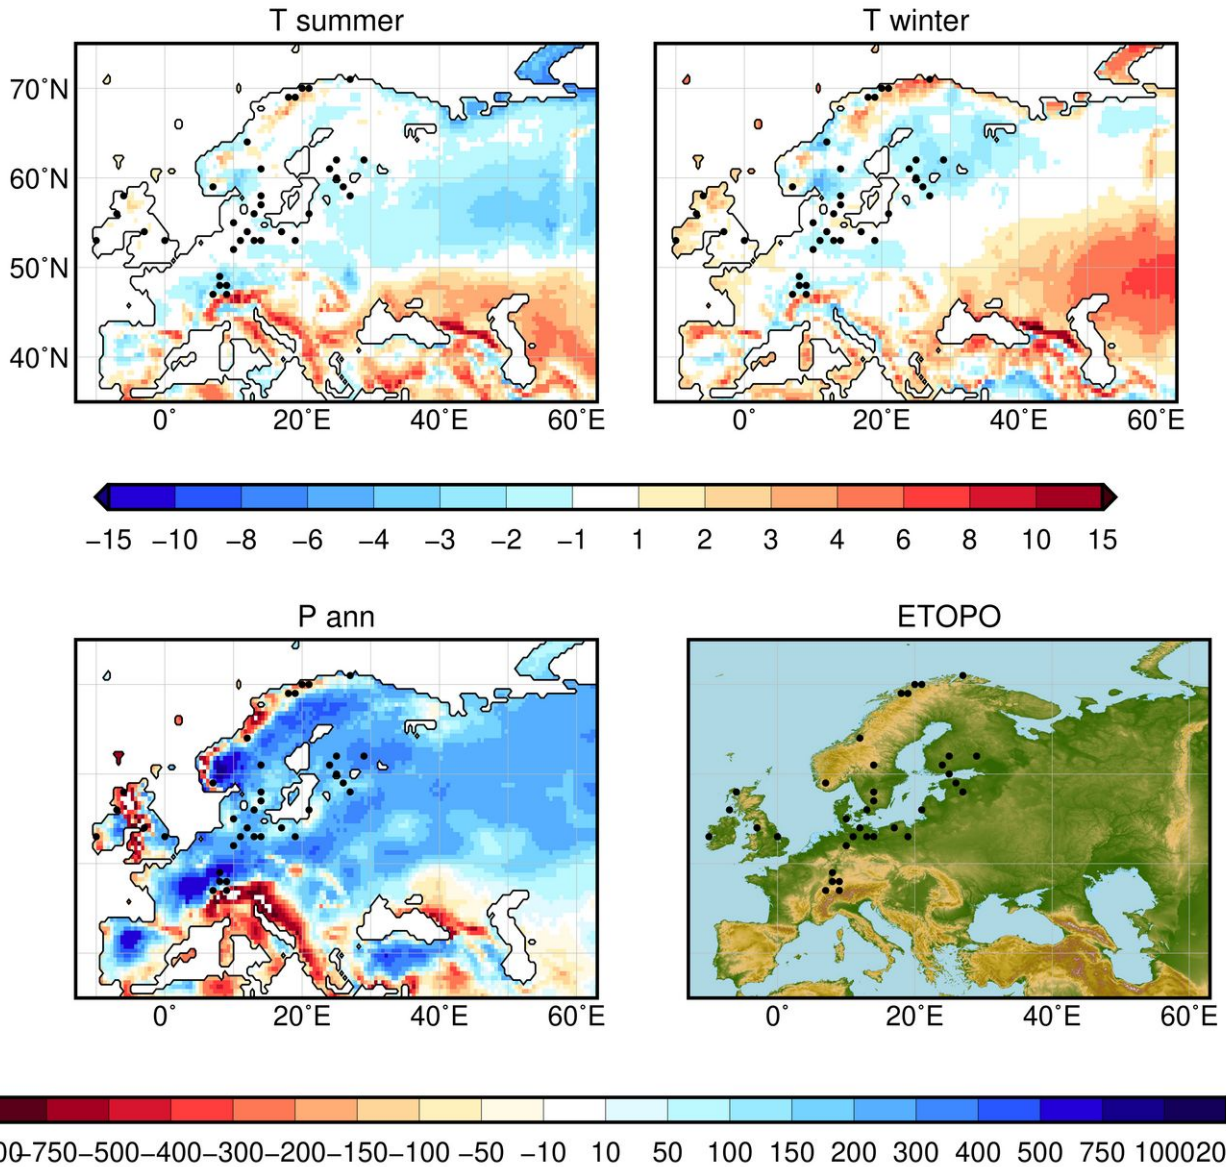 T summer
T winter
70˚N
60˚N
50˚N
40˚N
0˚ 20˚E 40˚E 60˚E
0˚ 20˚E 40˚E 60˚E
−15 −10 −8 −6 −4 −3 −2 −1 1 2 3 4 6 8 10 15
P ann
ETOPO
0˚ 20˚E 40˚E 60˚E
0˚ 20˚E 40˚E 60˚E
−750 −500 −400 −300 −200 −150 −100 −50 −10 10 50 100 150 200 300 400 500 750 1000